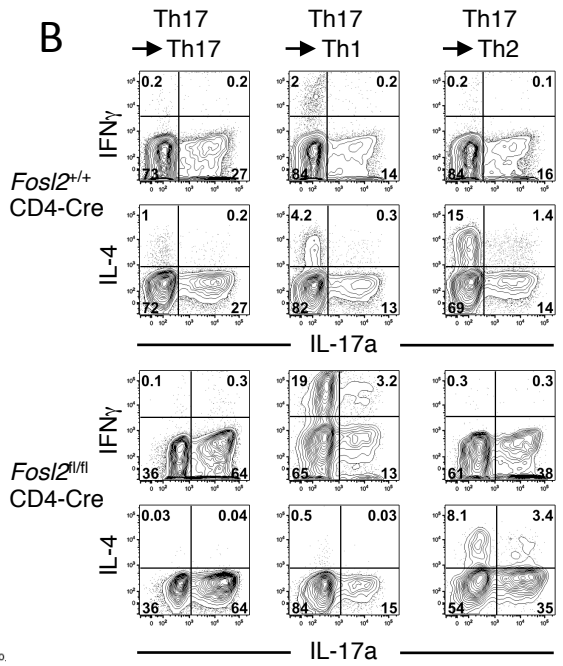 B
Th17 Th17 Th17
→ Th17 → Th1 → Th2
Fosl2+/+
CD4-Cre
IFNγ
0.2 0.2 2 0.2 0.2 0.1
73 27 84 14 84 16
IL-4
1 0.2 4.2 0.3 15 1.4
72 27 82 13 69 14
IL-17a
Fosl2fl/fl
CD4-Cre
IFNγ
0.1 0.3 19 3.2 0.3 0.3
36 64 65 13 61 38
IL-4
0.03 0.04 0.5 0.03 8.1 3.4
36 64 84 15 54 35
IL-17a